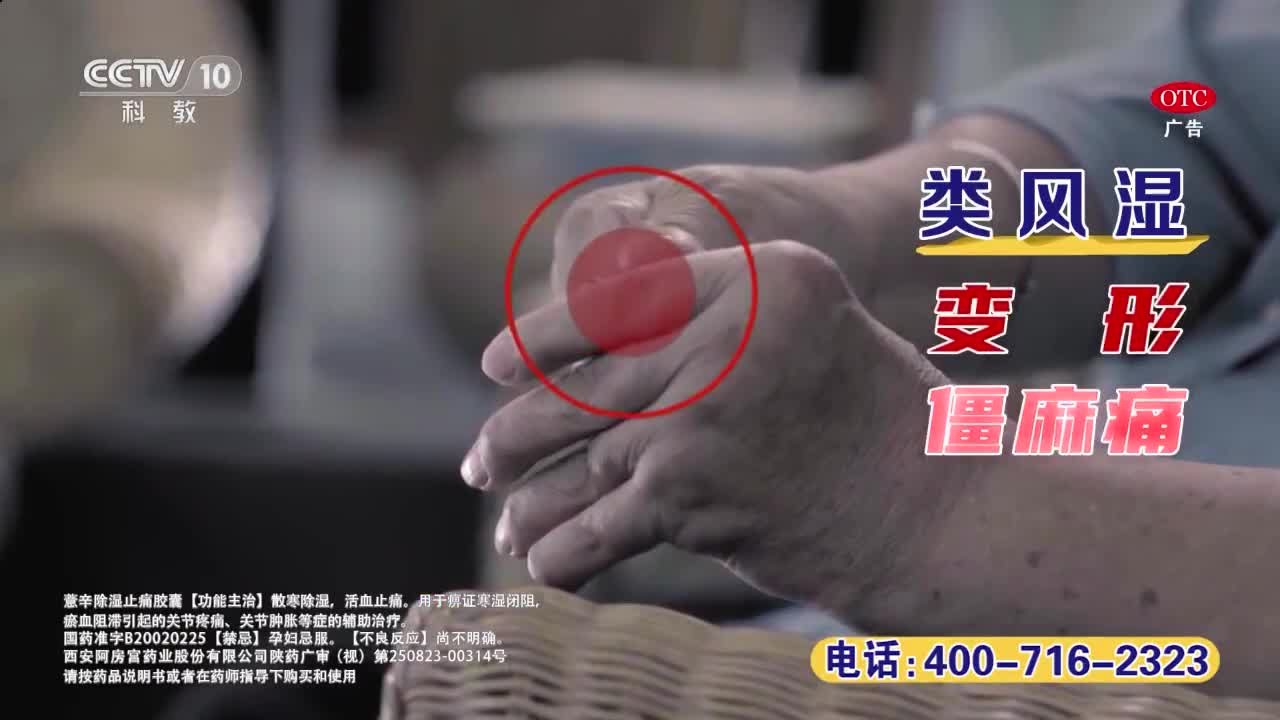 CCTV 10
科教
OTC
广告
类风湿
变形
僵麻痛
薏辛除湿止痛胶囊【功能主治】散寒除湿，活血止痛。用于痹证寒湿闭阻，
瘀血阻滞引起的关节疼痛、关节肿胀等症的辅助治疗。
国药准字B20020225【禁忌】孕妇忌服。【不良反应】尚不明确。
西安阿房宫药业股份有限公司陕药广审（视）第250823-00314号
请按药品说明书或者在药师指导下购买和使用
电话：400-716-2323